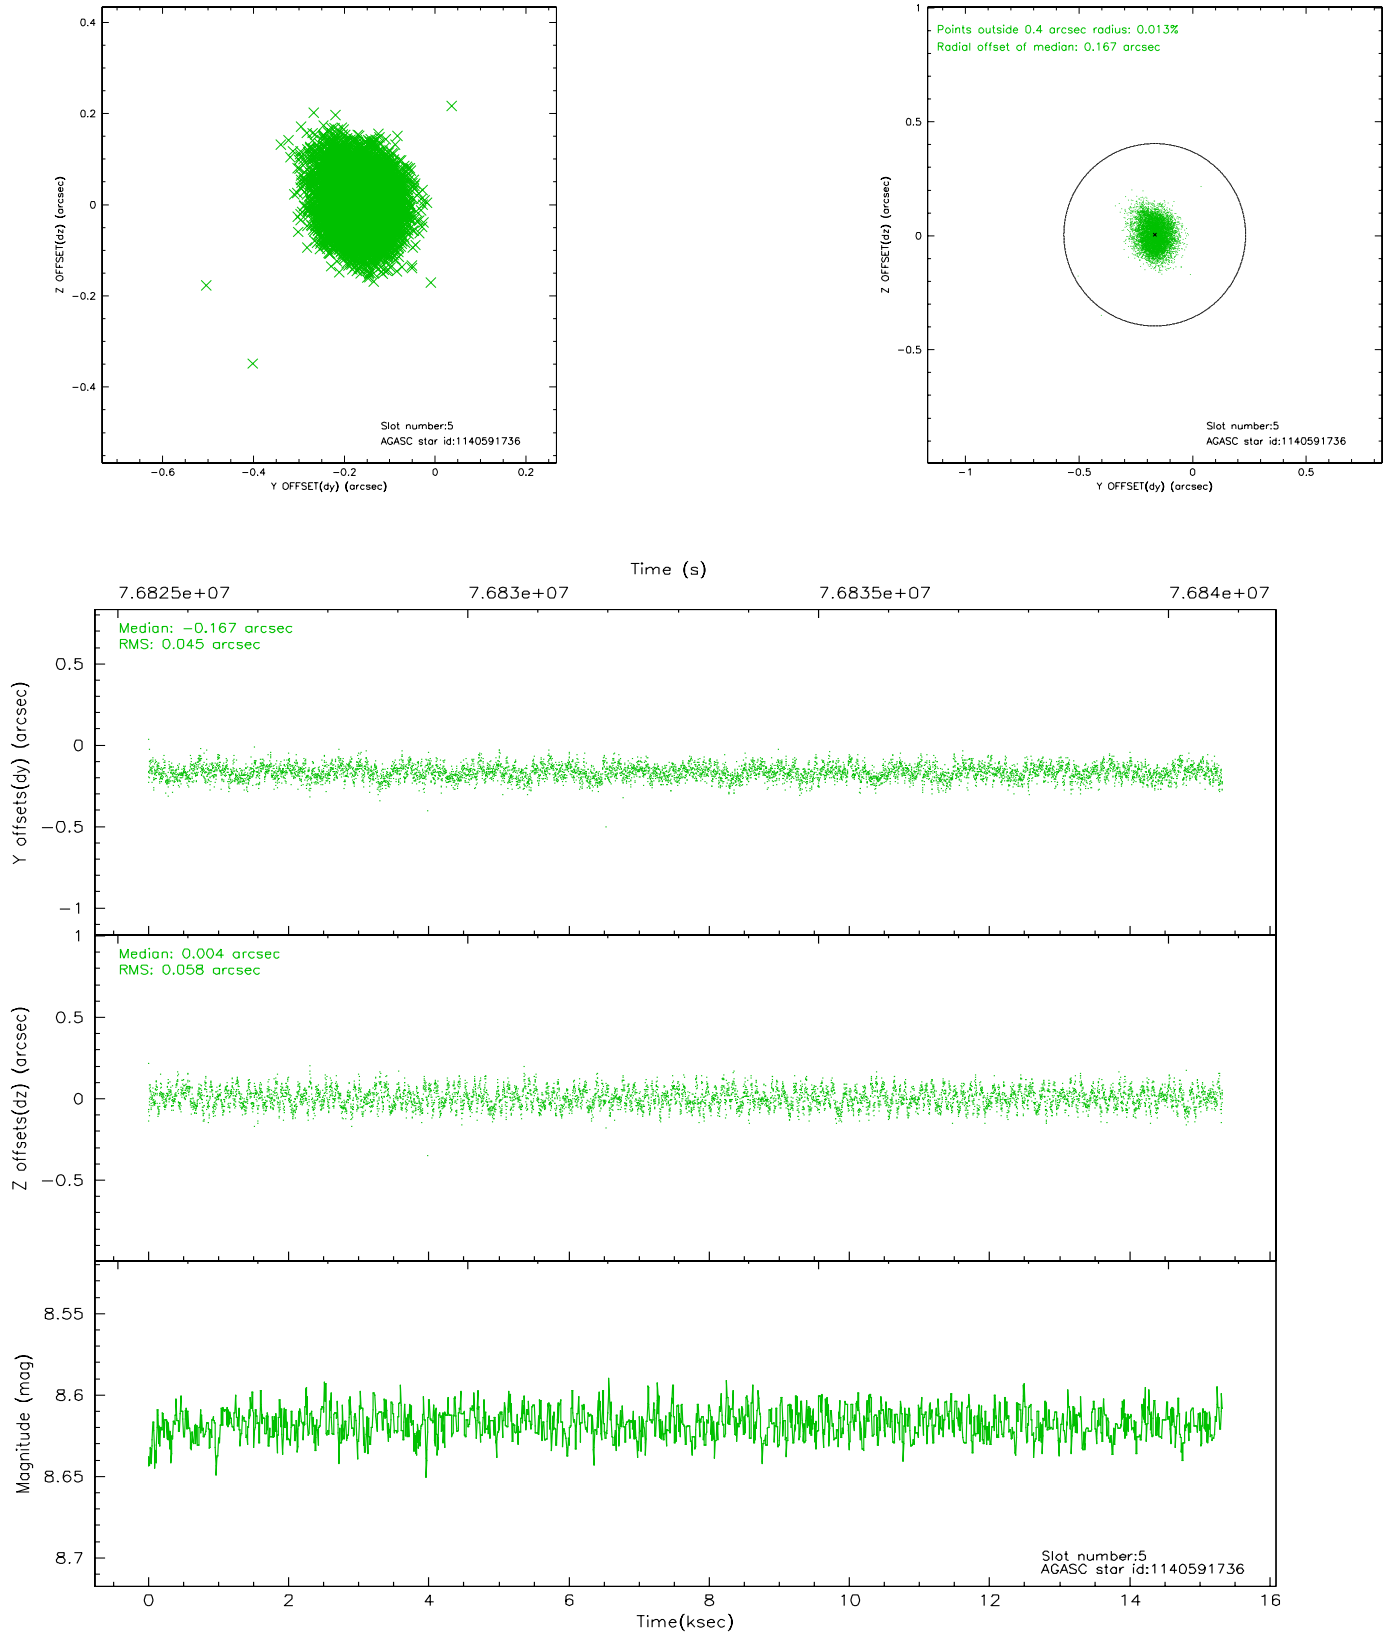 0.4
0.2
0
−0.2
−0.4
Z OFFSET(dz) (arcsec)
−0.6
−0.4
−0.2
0
0.2
Y OFFSET(dy) (arcsec)
Slot number:5
AGASC star id:1140591736
Points outside 0.4 arcsec radius: 0.013%
Radial offset of median: 0.167 arcsec
1
0.5
0
−0.5
Z OFFSET(dz) (arcsec)
−1
−0.5
0
0.5
Y OFFSET(dy) (arcsec)
Slot number:5
AGASC star id:1140591736
Time (s)
7.6825e+07
7.683e+07
7.6835e+07
7.684e+07
Median: −0.167 arcsec
RMS: 0.045 arcsec
0.5
0
−0.5
−1
Y offsets(dy) (arcsec)
Median: 0.004 arcsec
RMS: 0.058 arcsec
1
0.5
0
−0.5
Z offsets(dz) (arcsec)
8.55
8.6
8.65
8.7
Magnitude (mag)
Slot number:5
AGASC star id:1140591736
0
2
4
6
8
10
12
14
16
Time(ksec)